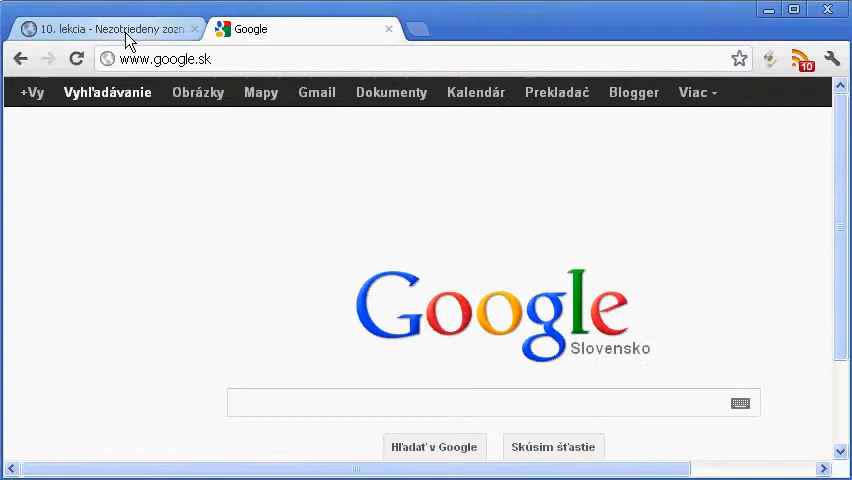 10. lekcia - Nezotriedeny zozn
Google
www.google.sk
10
+Vy Vyhľadávanie Obrázky Mapy Gmail Dokumenty Kalendár Prekladač Blogger Viac
Google
Slovensko
Hľadať v Google Skúsim šťastie